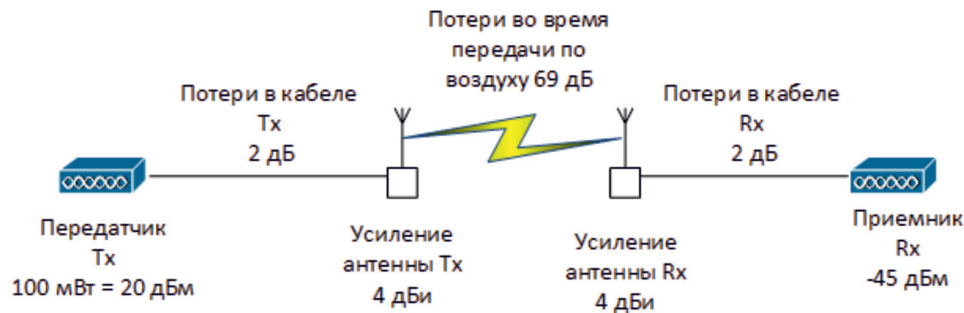 Потери во время
передачи по
воздуху 69 дБ
Потери в кабеле
Tx
2 дБ
Потери в кабеле
Rx
2 дБ
Передатчик
Tx
100 мВт = 20 дБм
Усиление
антенны Tx
4 дБи
Усиление
антенны Rx
4 дБи
Приемник
Rx
-45 дБм